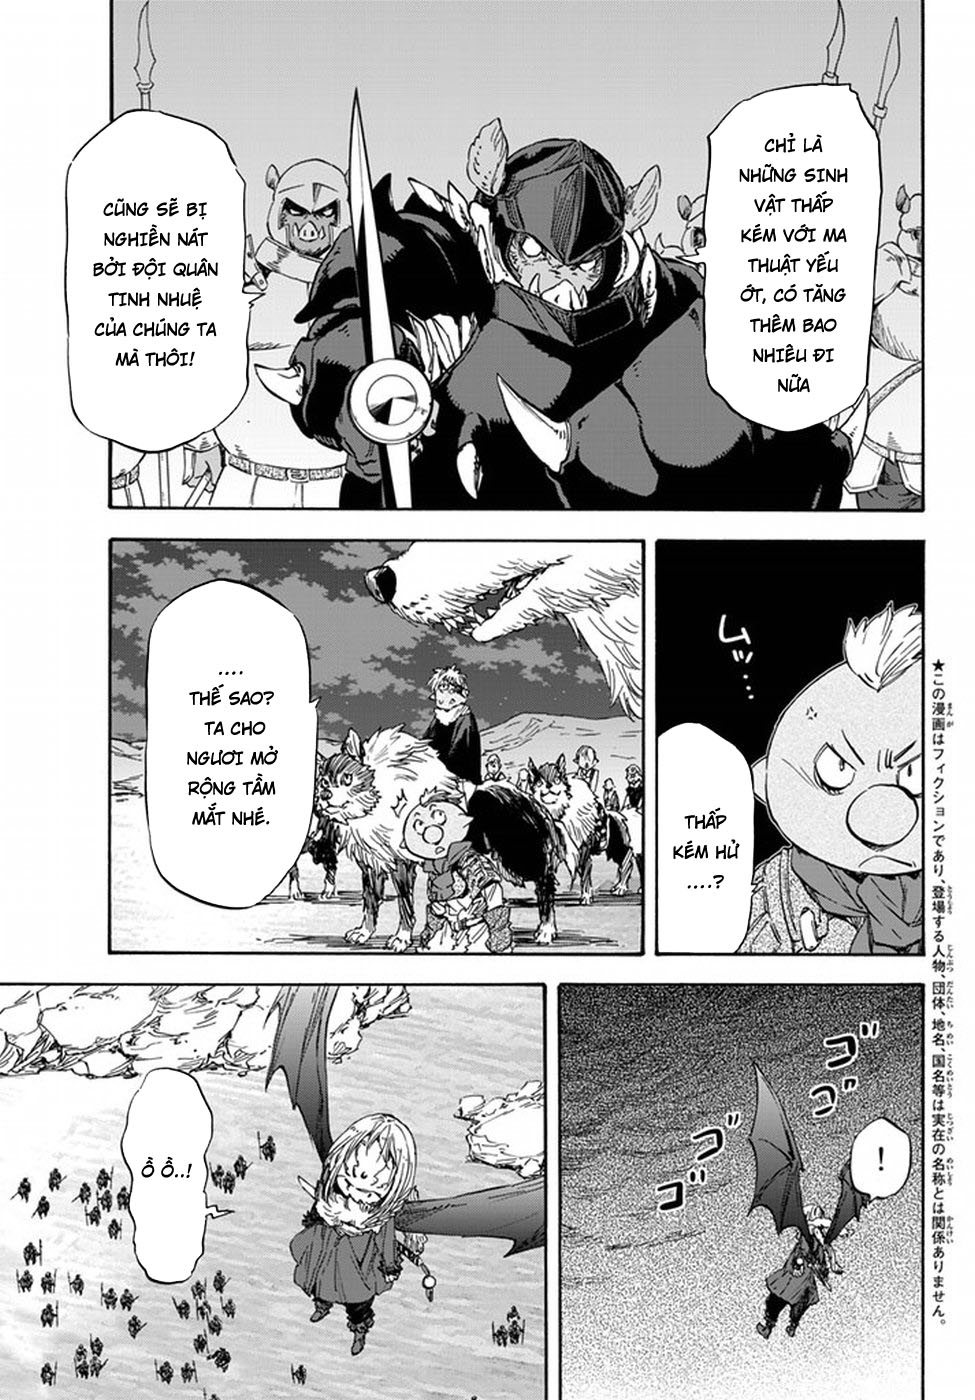 CHỈ LÀ
NHỮNG SINH
VẬT THẤP
KÉM VỚI MA
THUẬT YẾU
ỚT, CÓ TĂNG
THÊM BAO
NHIÊU ĐI
NỮA
CŨNG SẼ BỊ
NGHIỀN NÁT
BỞI ĐỘI QUÂN
TINH NHUỆ
CỦA CHÚNG TA
MÀ THÔI!
ムッ...
THẤP
KÉM HỬ
....?
....
THẾ SAO?
TA CHO
NGƯƠI MỞ
RỘNG TẦM
MẮT NHÉ.
!
ゴゴ
ゴゴ
Ồ Ồ..!
★この漫画はフィクションであり、登場する人物、団体、地名、国名等は実在の名称とは関係ありません。